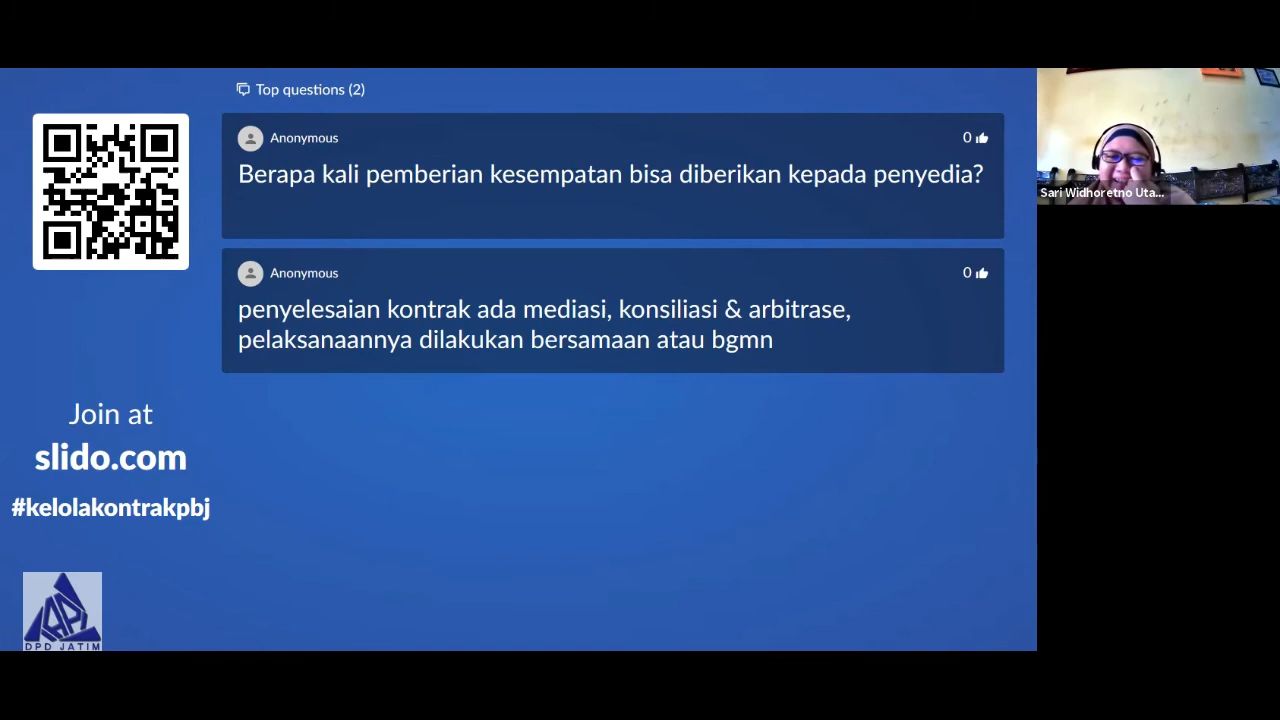 Top questions (2)
Anonymous
0
Berapa kali pemberian kesempatan bisa diberikan kepada penyedia?
Anonymous
0
penyelesaian kontrak ada mediasi, konsiliasi & arbitrase,
pelaksanaannya dilakukan bersamaan atau bgmn
Join at
slido.com
#kelolakontrakpbj
IAPI
DPD JATIM
Sari Widhoretno Uta...